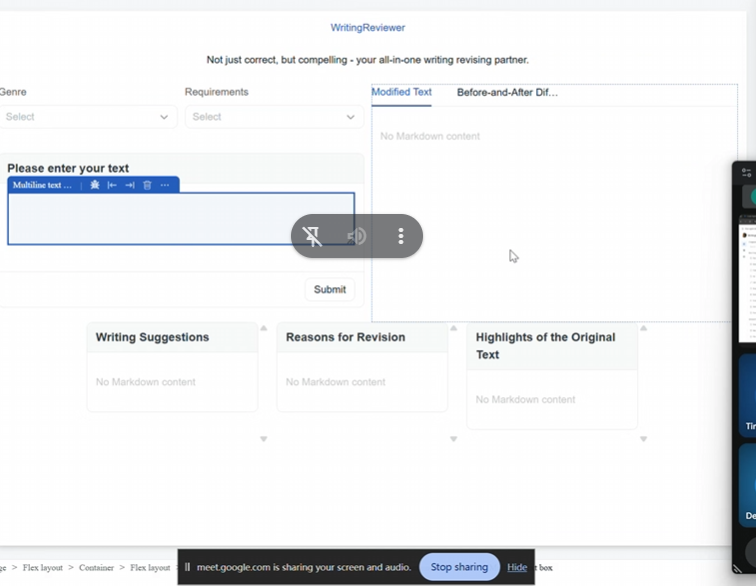 WritingReviewer
Not just correct, but compelling - your all-in-one writing revising partner.
Genre Requirements
Select Select
Modified Text Before-and-After Dif...
No Markdown content
Please enter your text
Multiline text ...
Submit
Writing Suggestions
No Markdown content
Reasons for Revision
No Markdown content
Highlights of the Original
Text
No Markdown content
> Flex layout > Container > Flex layout
meet.google.com is sharing your screen and audio. Stop sharing Hide
box